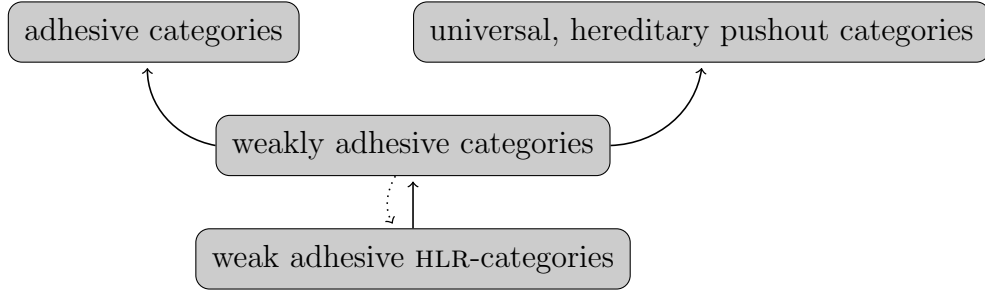 adhesive categories
universal, hereditary pushout categories
weakly adhesive categories
weak adhesive HLR-categories